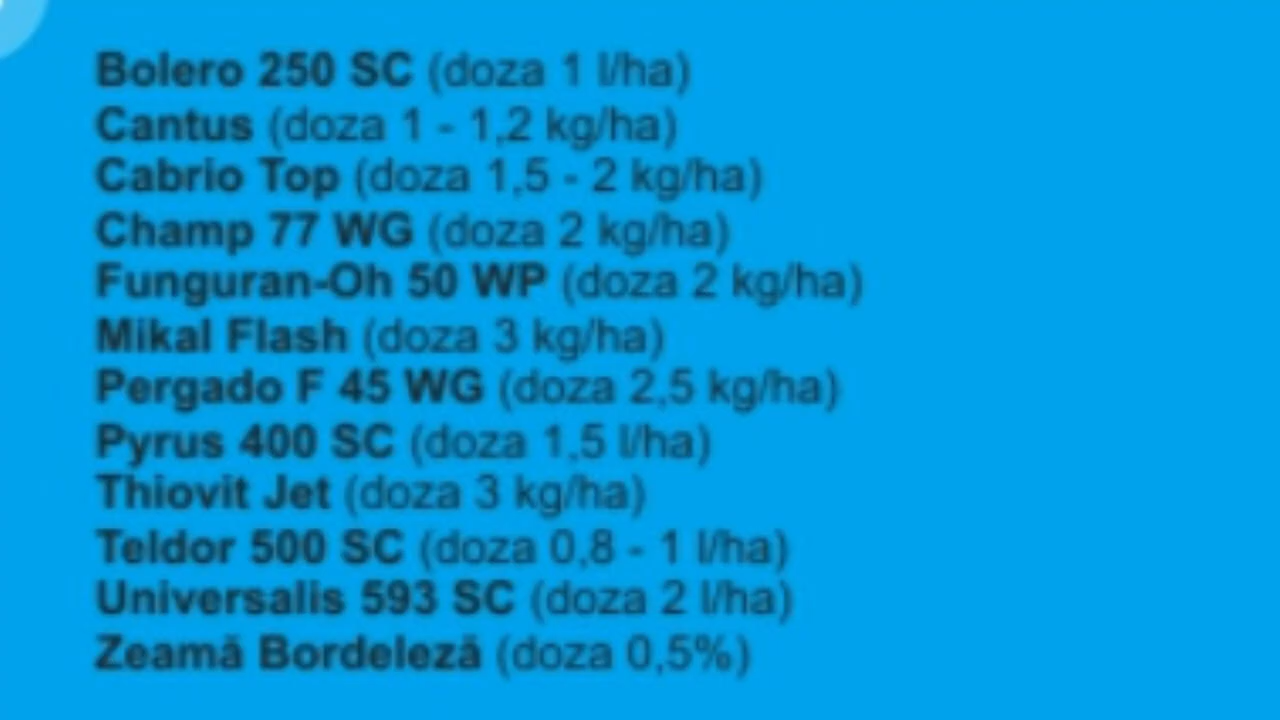 Bolero 250 SC (doza 1 l/ha)
Cantus (doza 1 - 1,2 kg/ha)
Cabrio Top (doza 1,5 - 2 kg/ha)
Champ 77 WG (doza 2 kg/ha)
Funguran-Oh 50 WP (doza 2 kg/ha)
Mikal Flash (doza 3 kg/ha)
Pergado F 45 WG (doza 2,5 kg/ha)
Pyrus 400 SC (doza 1,5 l/ha)
Thiovit Jet (doza 3 kg/ha)
Teldor 500 SC (doza 0,8 - 1 l/ha)
Universalis 593 SC (doza 2 l/ha)
Zeamă Bordeleză (doza 0,5%)